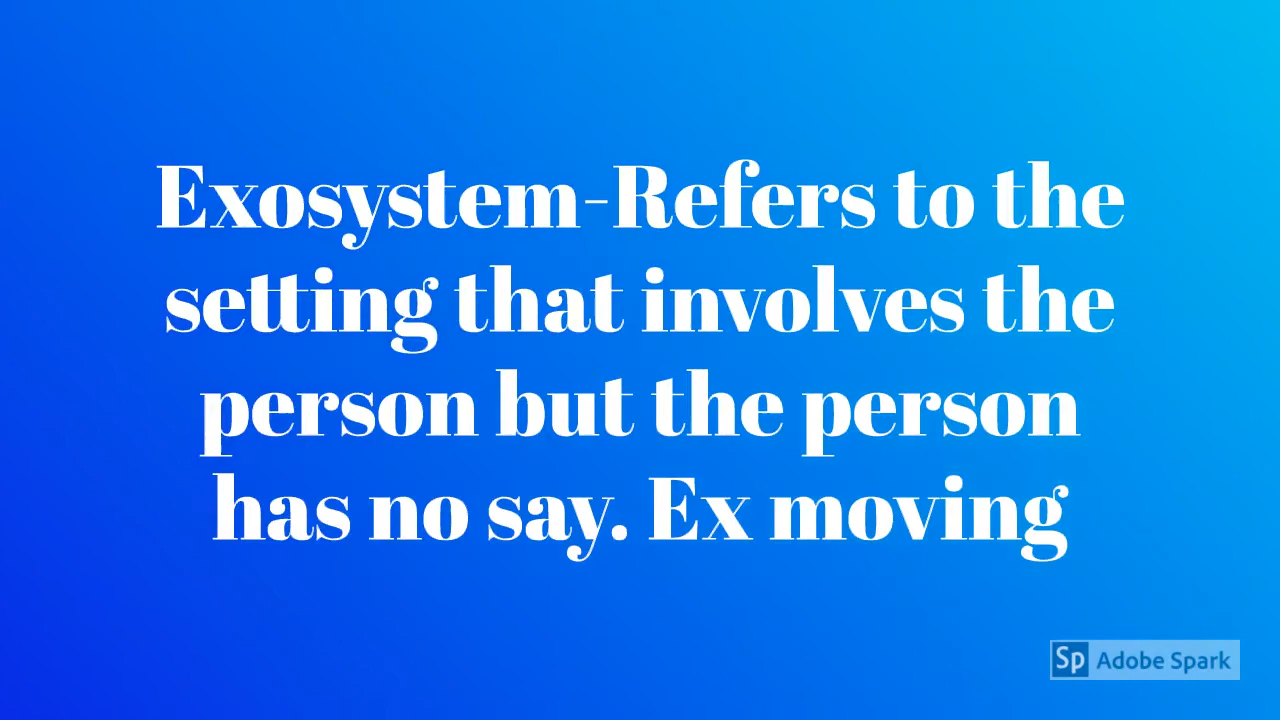 Exosystem-Refers to the
setting that involves the
person but the person
has no say. Ex moving
Sp Adobe Spark